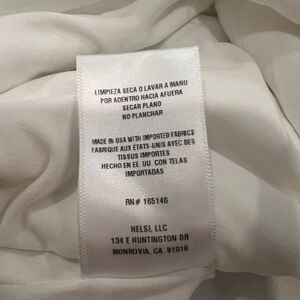 LIMPIEZA SECA O LAVAR A MANO
POR ADENTRO HACIA AFUERA
SECAR PLANO
NO PLANCHAR
MADE IN USA WITH IMPORTED FABRICS
FABRIQUE AUX ÉTATS-UNIS AVEC DES
TISSUS IMPORTES
HECHO EN EE. UU. CON TELAS
IMPORTADAS
RN# 165146
HELSI, LLC
134 E HUNTINGTON DR
MONROVIA, CA 91016